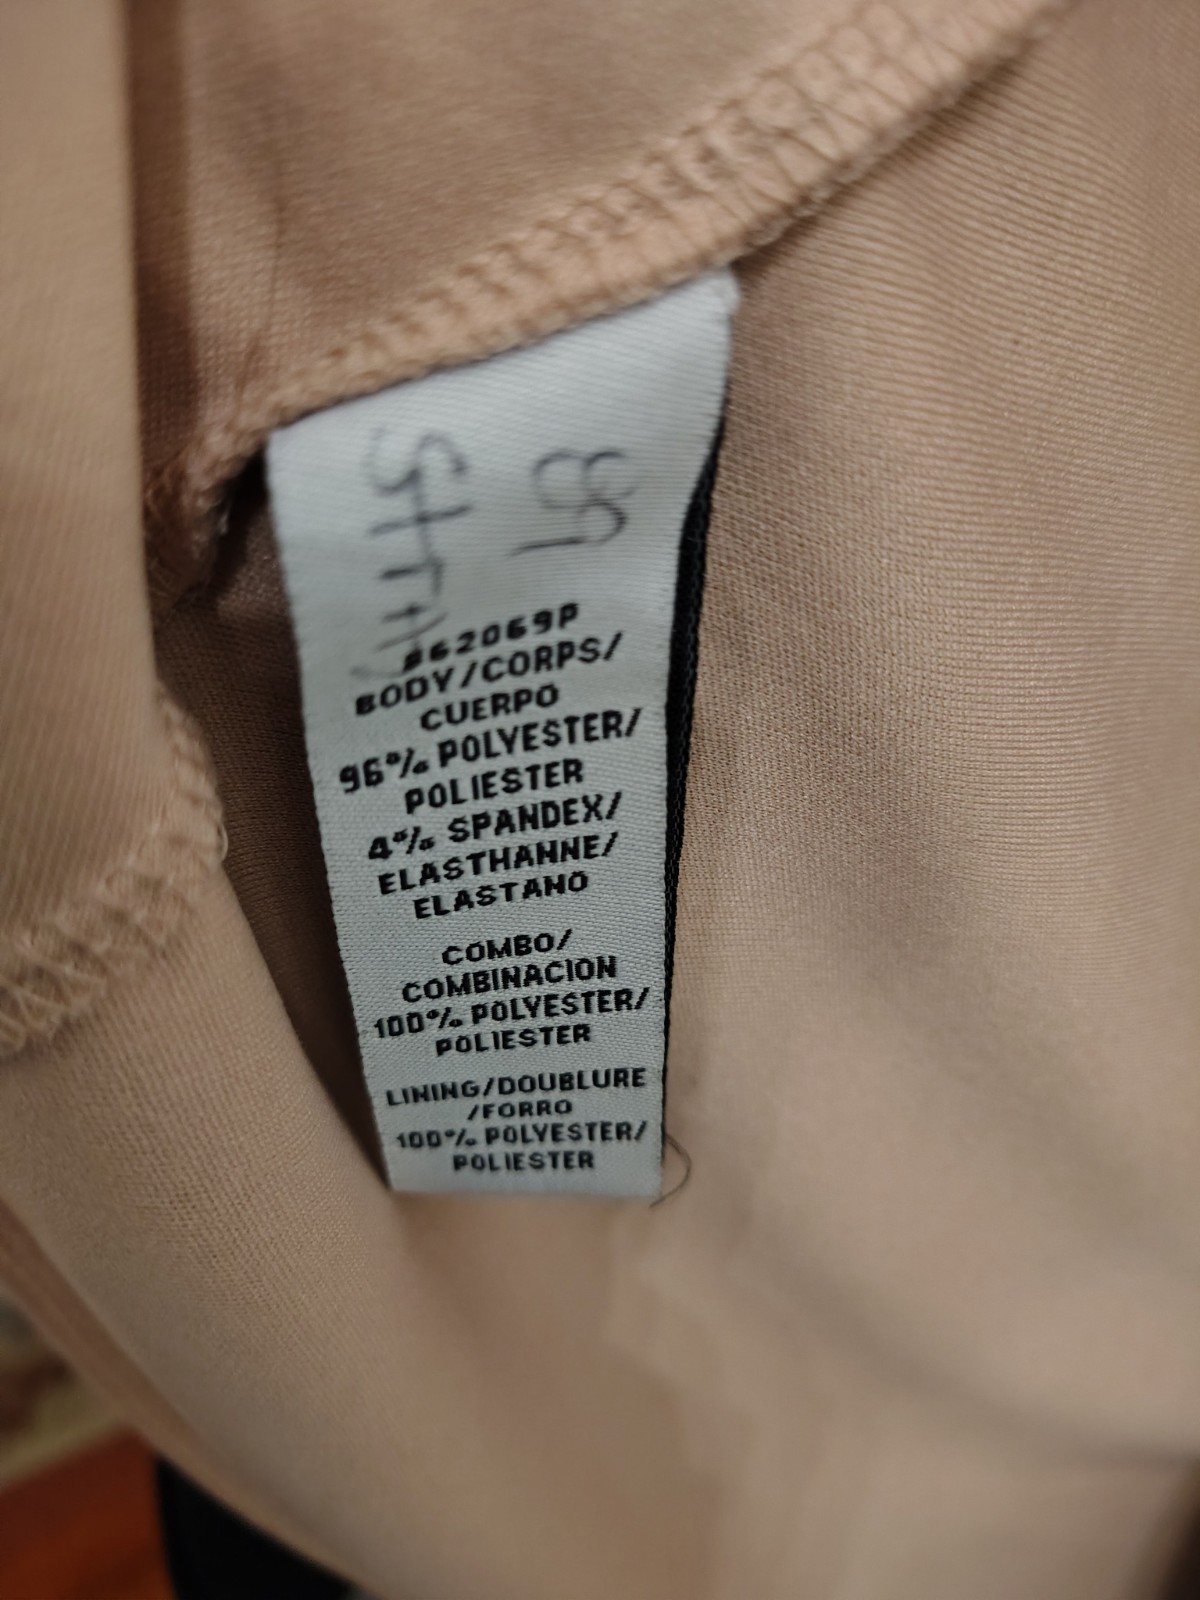 62069P
BODY/CORPS/
CUERPO
96% POLYESTER/
POLIESTER
4% SPANDEX/
ELASTHANNE/
ELASTANO
COMBO/
COMBINACION
100% POLYESTER/
POLIESTER
LINING/DOUBLURE
/FORRO
100% POLYESTER/
POLIESTER